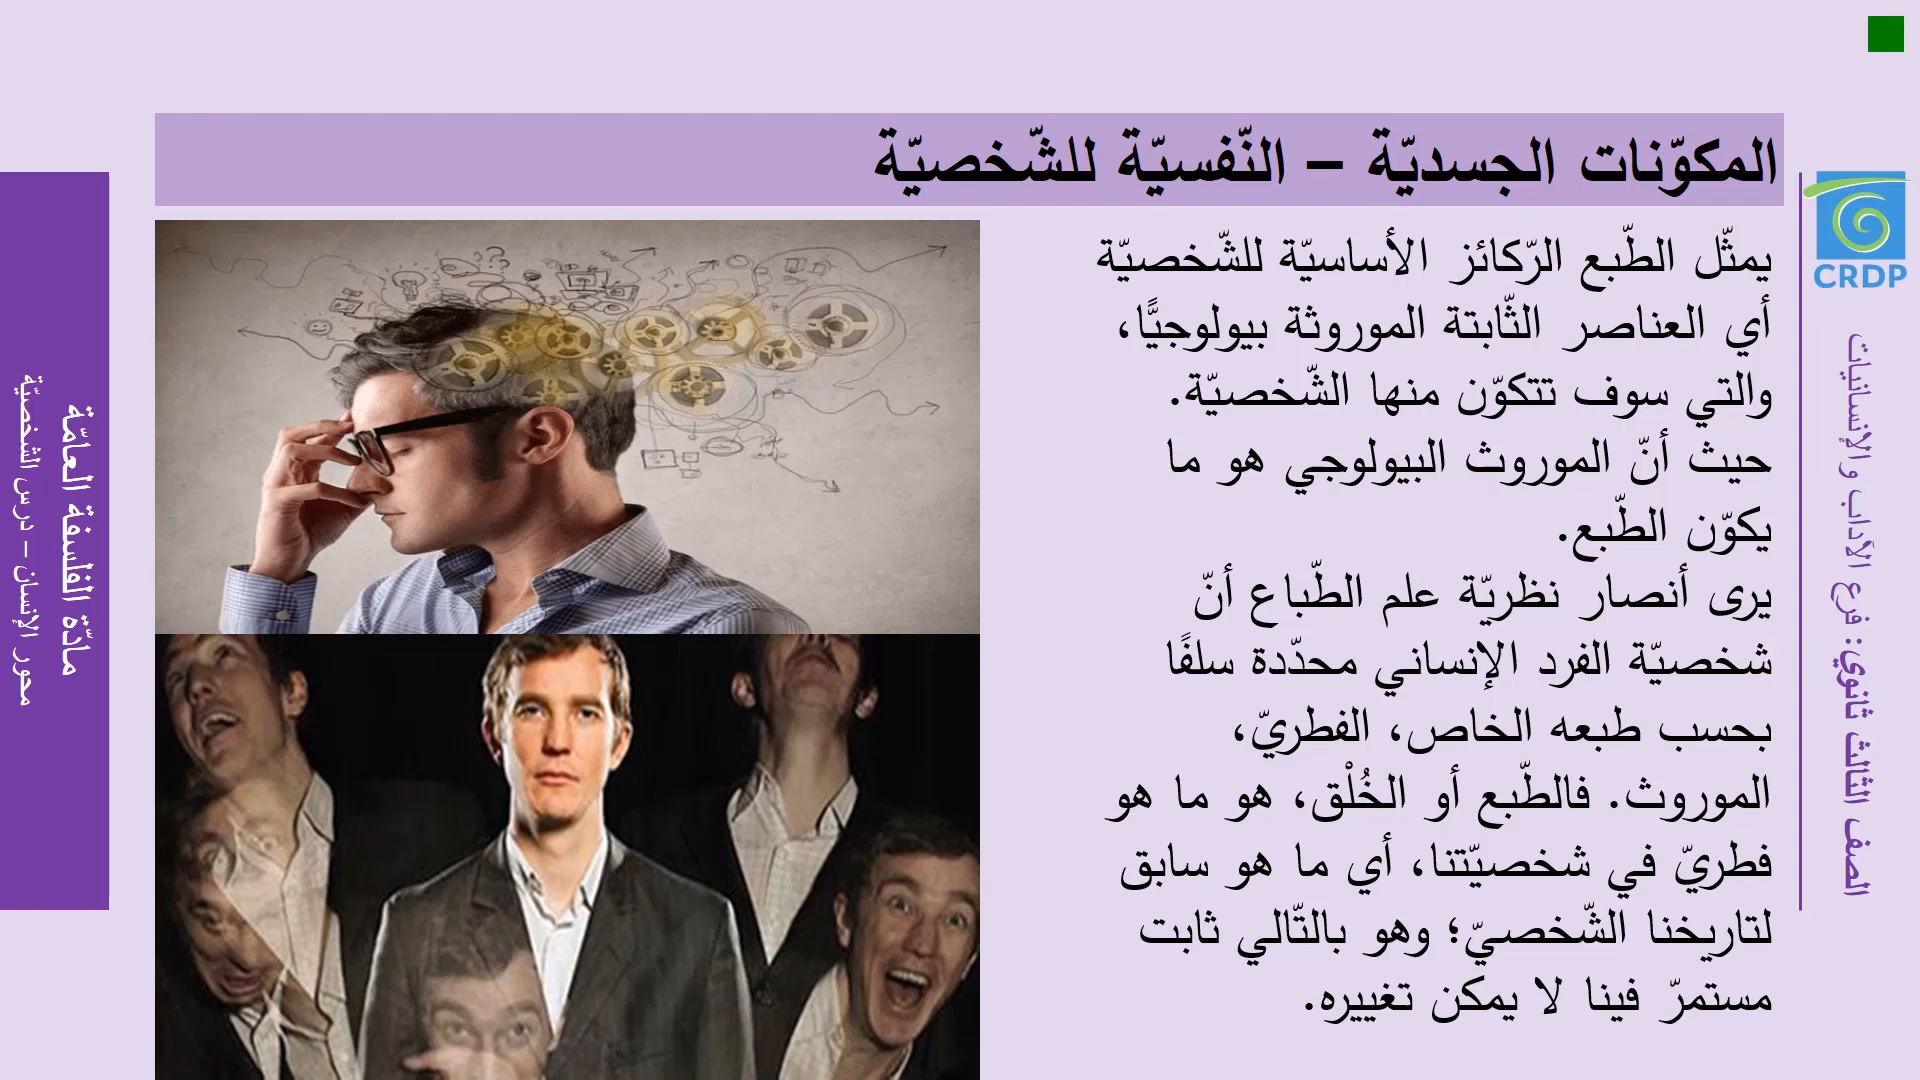 المكوّنات الجسديّة – النّفسيّة للشّخصيّة
يمثّل الطّبع الرّكائز الأساسيّة للشّخصيّة
أي العناصر الثّابتة الموروثة بيولوجيًّا،
والتي سوف تتكوّن منها الشّخصيّة.
حيث أنّ الموروث البيولوجي هو ما
يكوّن الطّبع.
يرى أنصار نظريّة علم الطّباع أنّ
شخصيّة الفرد الإنساني محدّدة سلفًا
بحسب طبعه الخاص، الفطريّ،
الموروث. فالطّبع أو الخُلْق، هو ما هو
فطريّ في شخصيّتنا، أي ما هو سابق
لتاريخنا الشّخصيّ؛ وهو بالتّالي ثابت
مستمرّ فينا لا يمكن تغييره.
CRDP
الصف الثالث ثانوي: فرع الآداب والإنسانيات
مادّة الفلسفة العامّة
محور الإنسان – درس الشخصيّة